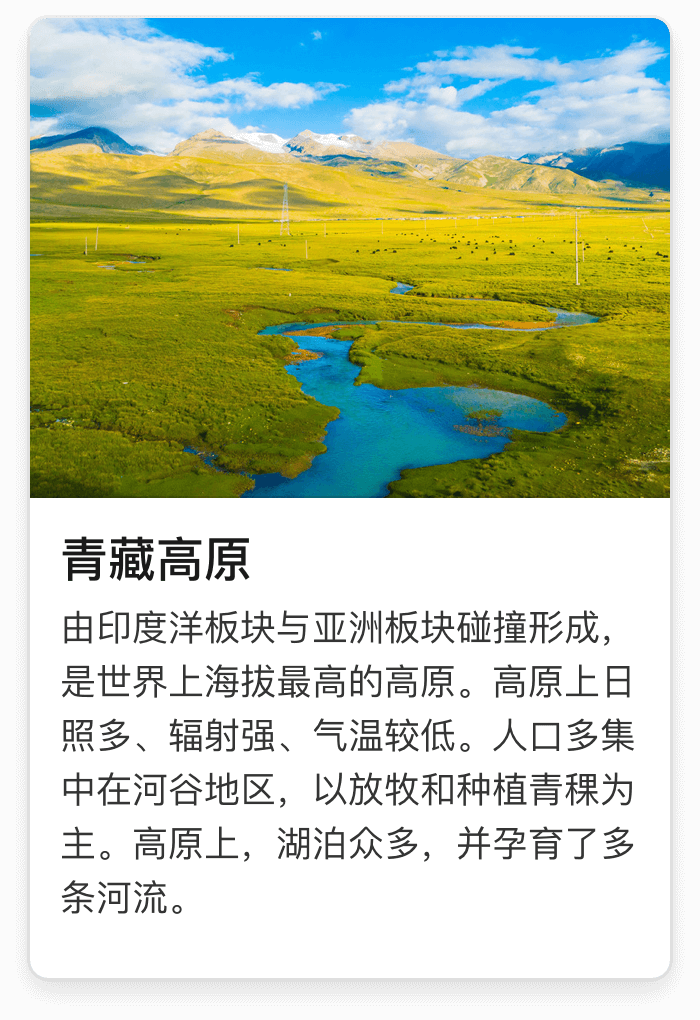 青藏高原
由印度洋板块与亚洲板块碰撞形成，
是世界上海拔最高的高原。高原上日
照多、辐射强、气温较低。人口多集
中在河谷地区，以放牧和种植青稞为
主。高原上，湖泊众多，并孕育了多
条河流。